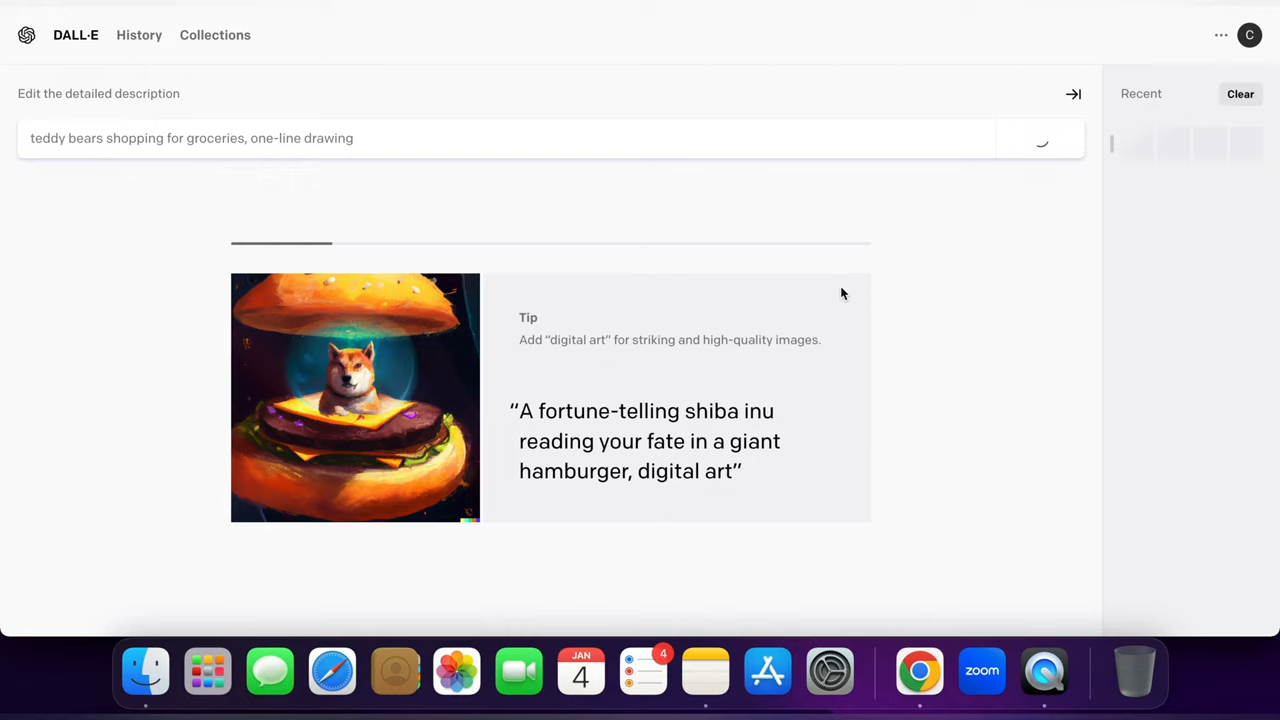 DALL·E History Collections
··· C
Edit the detailed description
Recent Clear
teddy bears shopping for groceries, one-line drawing
Tip
Add “digital art” for striking and high-quality images.
“A fortune-telling shiba inu
reading your fate in a giant
hamburger, digital art”
JAN
4
4
zoom